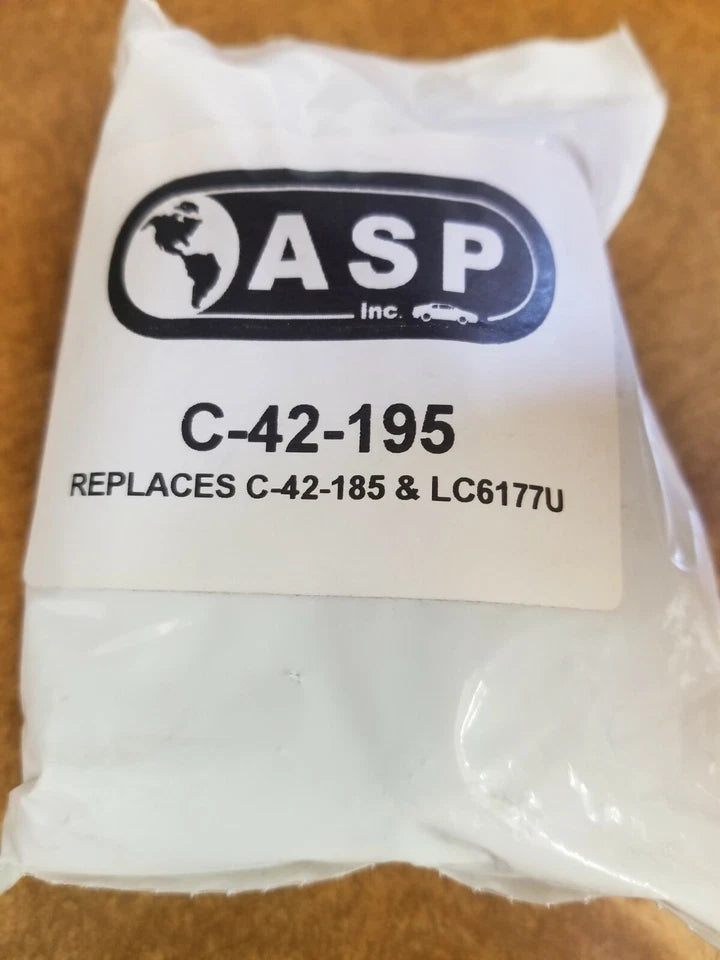 ASP
Inc.
C-42-195
REPLACES C-42-185 & LC6177U